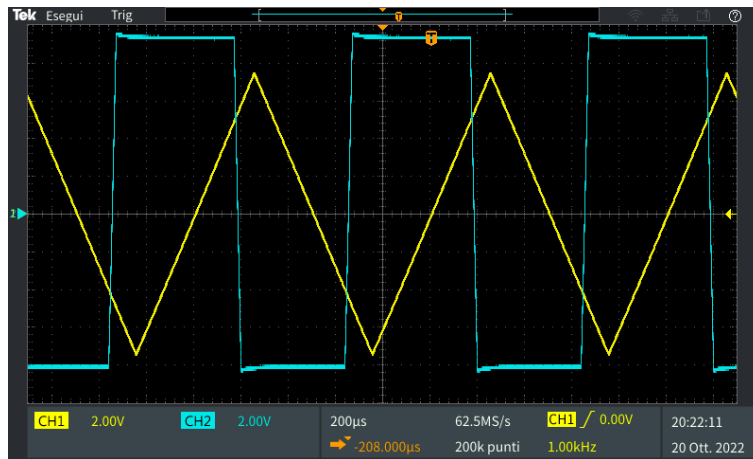 Tek Esegui Trig
T
T
2
CH1 2.00V CH2 2.00V 200µs 62.5MS/s CH1 0.00V 20:22:11
-208.000µs 200k punti 1.00kHz 20 Ott. 2022